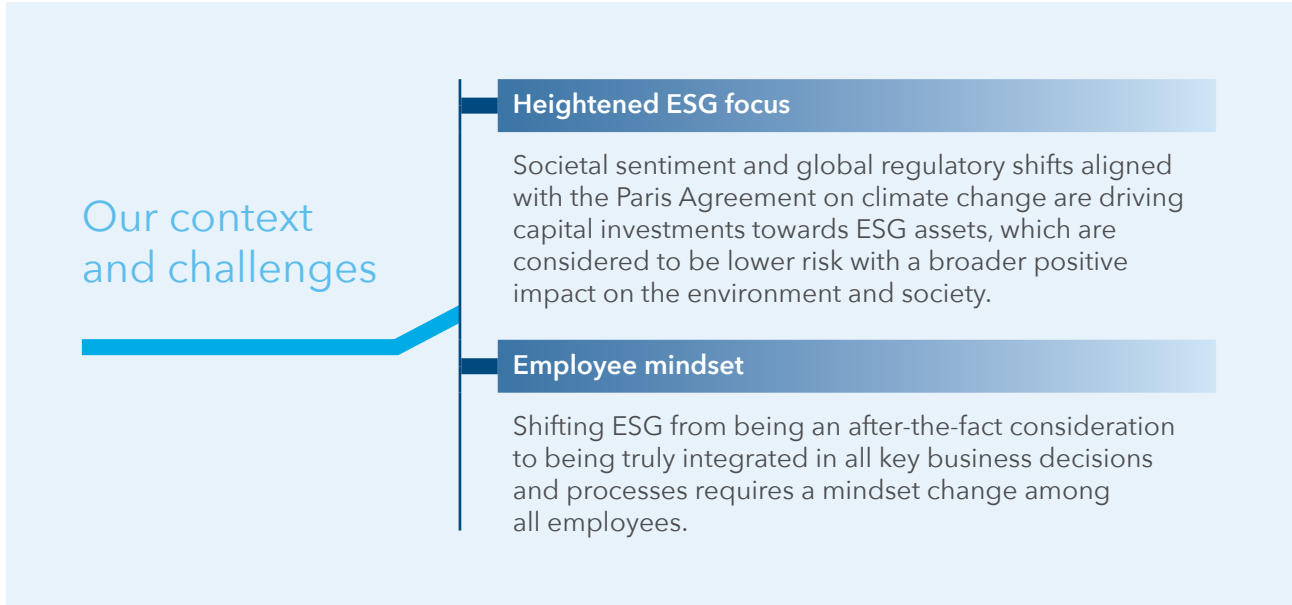 Our context
and challenges
Heightened ESG focus
Societal sentiment and global regulatory shifts aligned
with the Paris Agreement on climate change are driving
capital investments towards ESG assets, which are
considered to be lower risk with a broader positive
impact on the environment and society.
Employee mindset
Shifting ESG from being an after-the-fact consideration
to being truly integrated in all key business decisions
and processes requires a mindset change among
all employees.